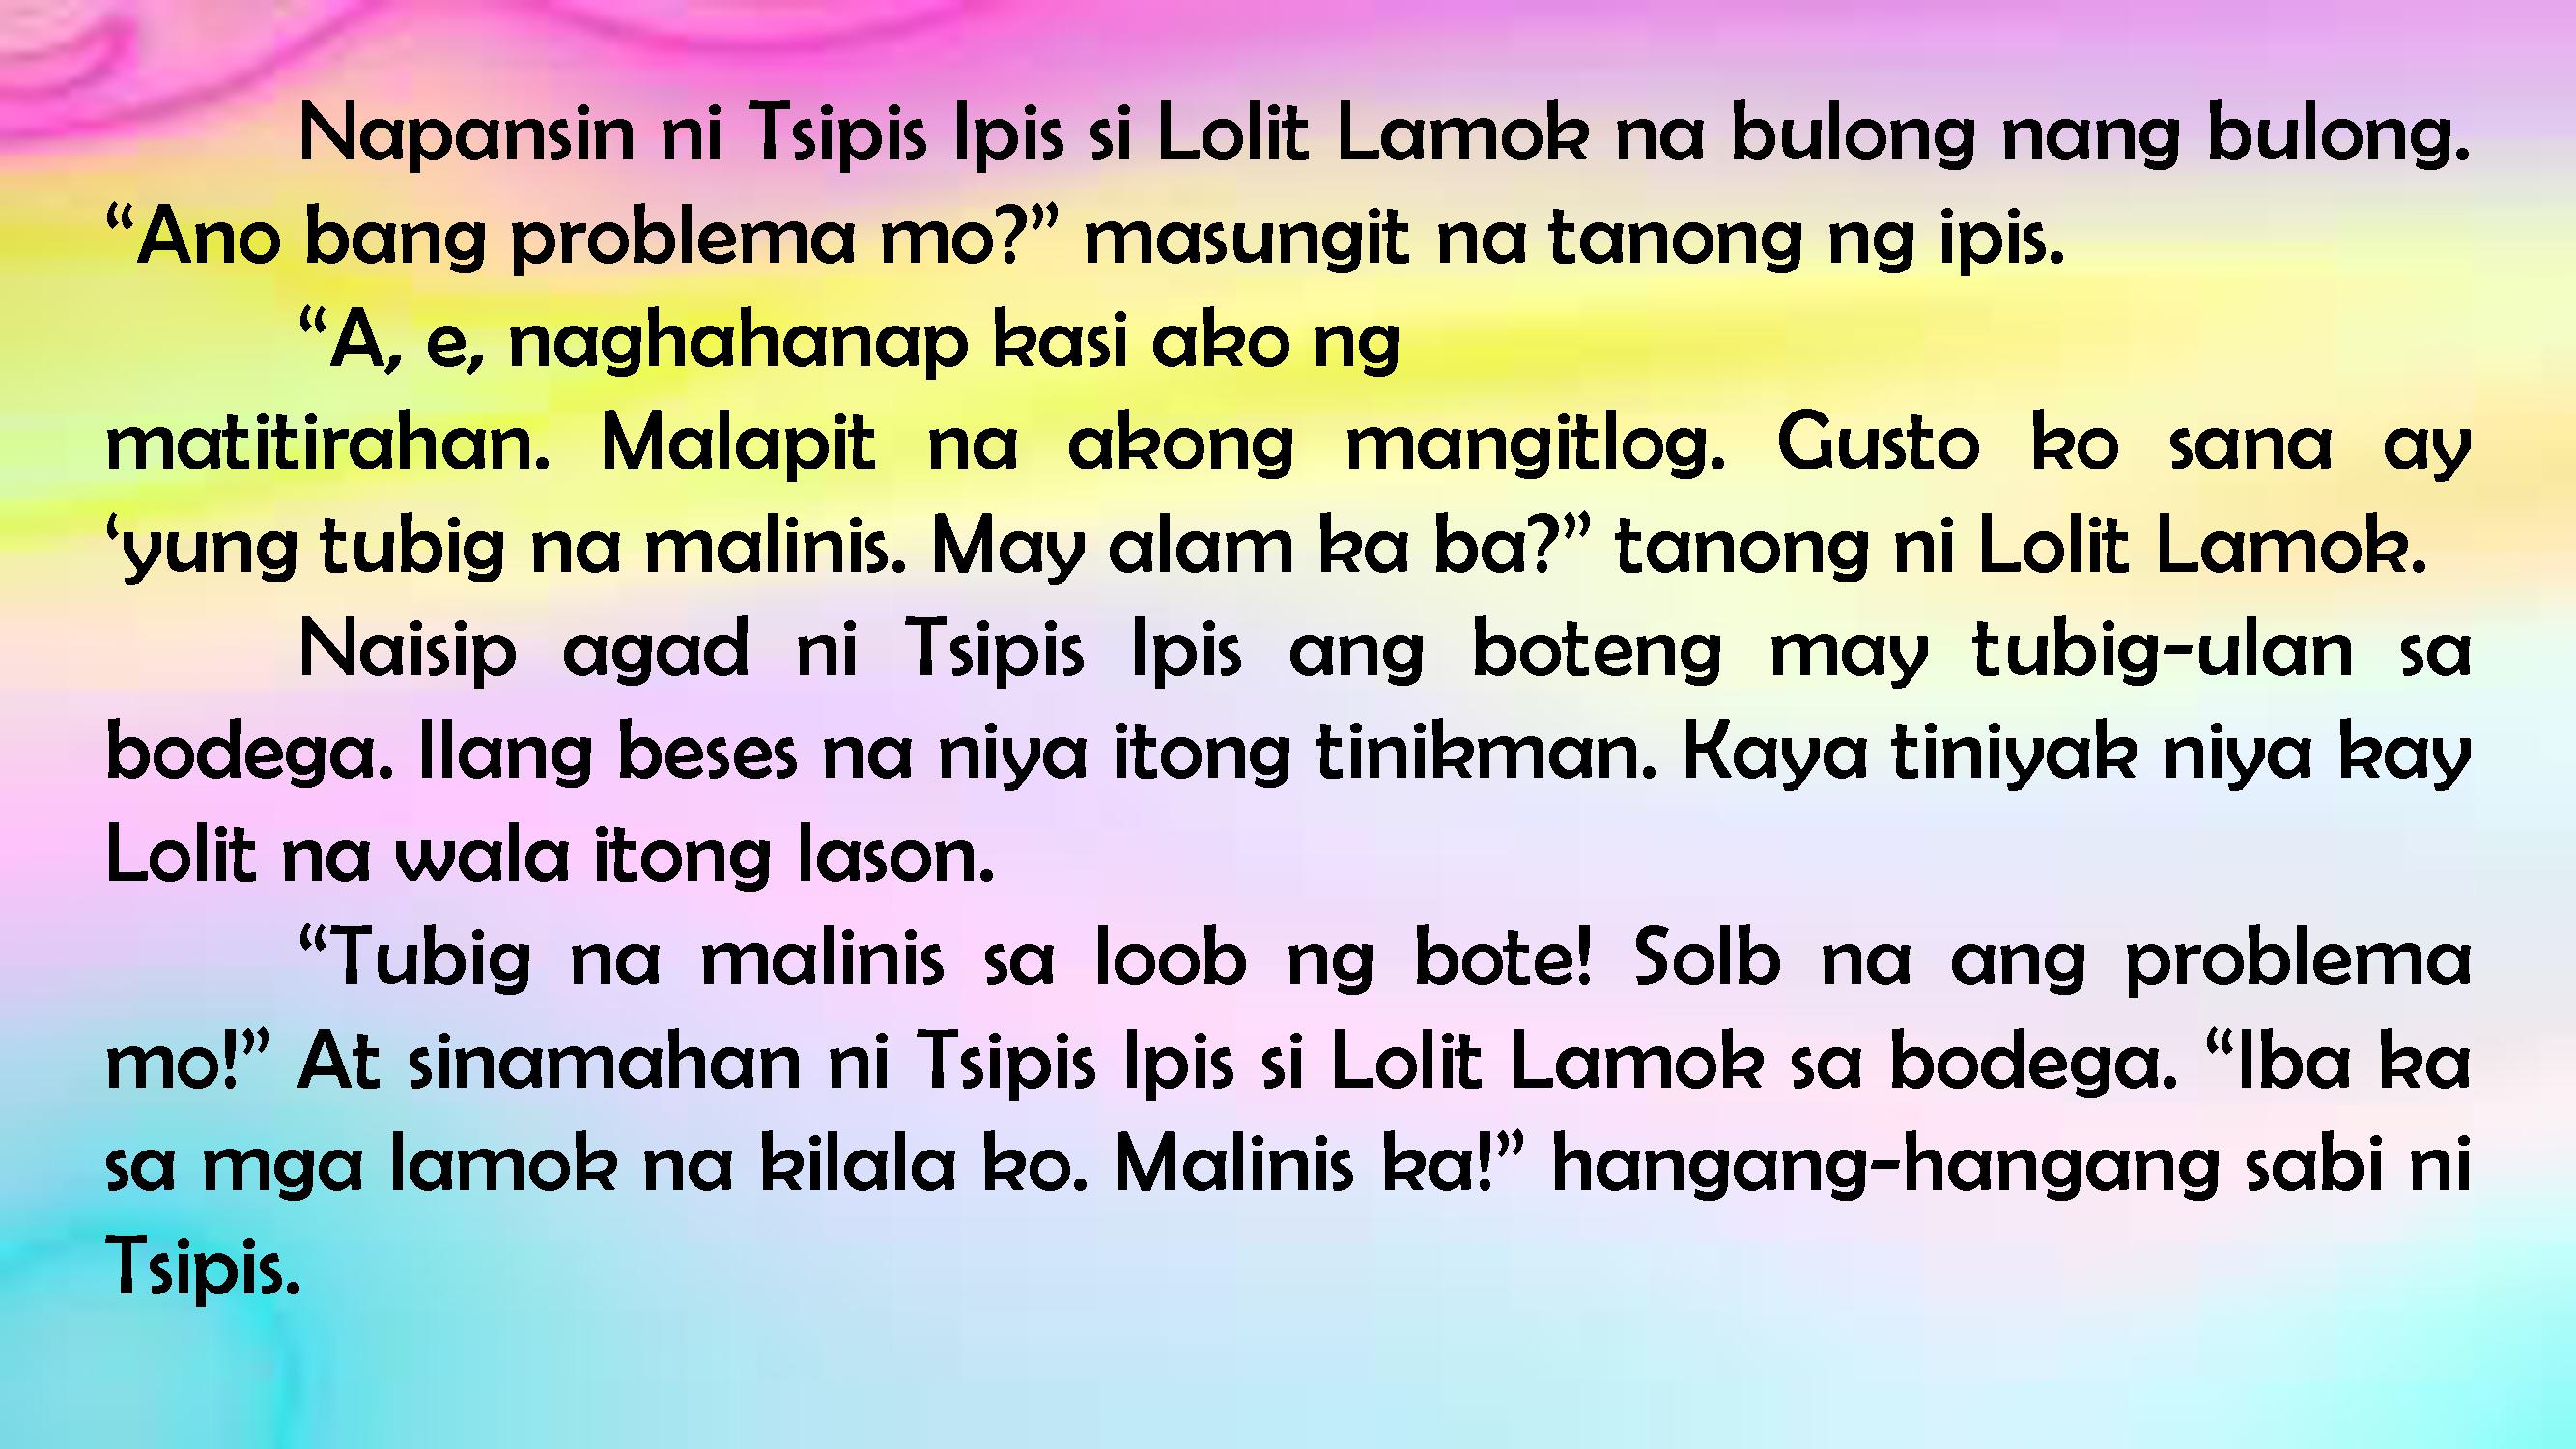 Napansin ni Tsipis Ipis si Lolit Lamok na bulong nang bulong.
“Ano bang problema mo?” masungit na tanong ng ipis.
“A, e, naghahanap kasi ako ng
matitirahan. Malapit na akong mangitlog. Gusto ko sana ay
‘yung tubig na malinis. May alam ka ba?” tanong ni Lolit Lamok.
Naisip agad ni Tsipis Ipis ang boteng may tubig-ulan sa
bodega. Ilang beses na niya itong tinikman. Kaya tiniyak niya kay
Lolit na wala itong lason.
“Tubig na malinis sa loob ng bote! Solb na ang problema
mo!” At sinamahan ni Tsipis Ipis si Lolit Lamok sa bodega. “Iba ka
sa mga lamok na kilala ko. Malinis ka!” hangang-hangang sabi ni
Tsipis.